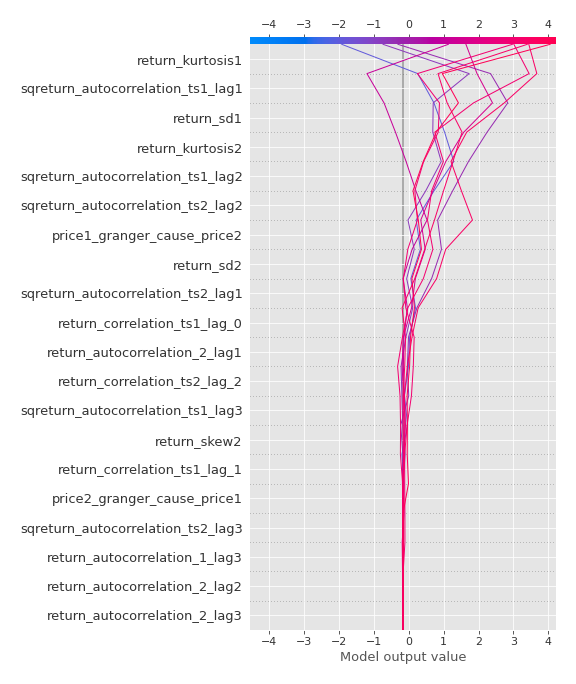 −4 −3 −2 −1 0 1 2 3 4
return_kurtosis1
sqreturn_autocorrelation_ts1_lag1
return_sd1
return_kurtosis2
sqreturn_autocorrelation_ts1_lag2
sqreturn_autocorrelation_ts2_lag2
price1_granger_cause_price2
return_sd2
sqreturn_autocorrelation_ts2_lag1
return_correlation_ts1_lag_0
return_autocorrelation_2_lag1
return_correlation_ts2_lag_2
sqreturn_autocorrelation_ts1_lag3
return_skew2
return_correlation_ts1_lag_1
price2_granger_cause_price1
sqreturn_autocorrelation_ts2_lag3
return_autocorrelation_1_lag3
return_autocorrelation_2_lag2
return_autocorrelation_2_lag3
−4 −3 −2 −1 0 1 2 3 4
Model output value